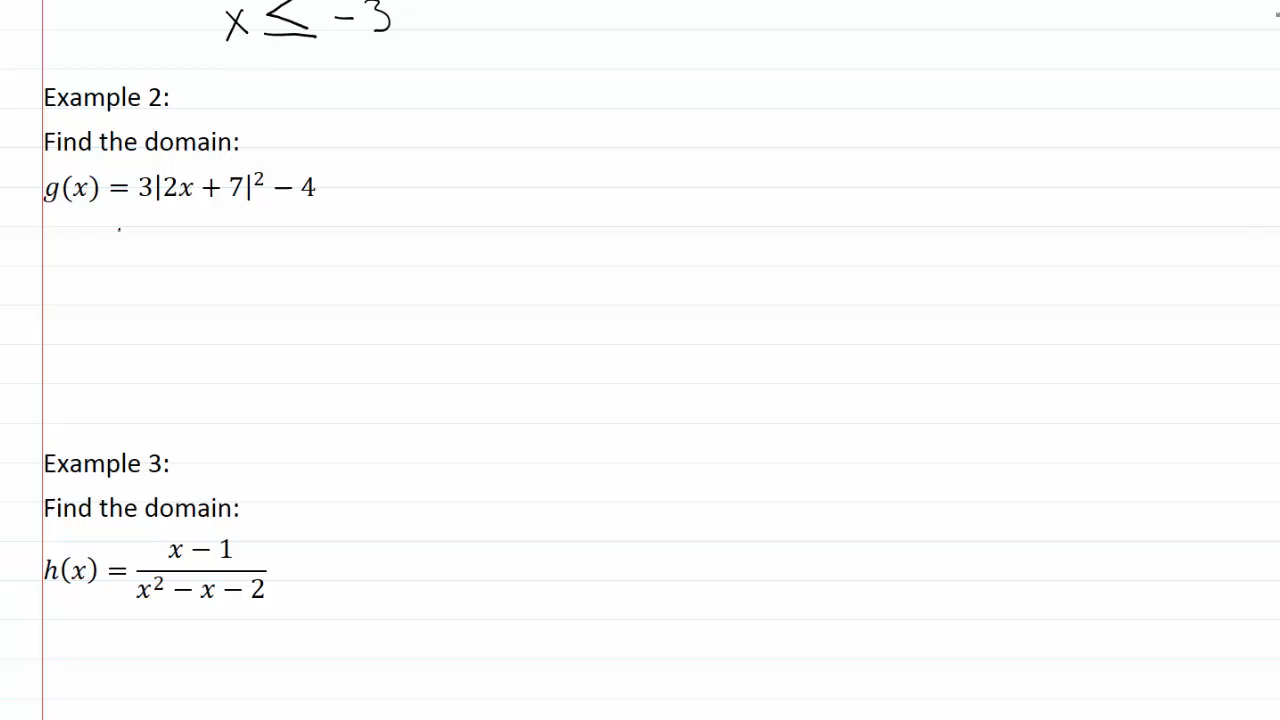 x ≤ -3
Example 2:
Find the domain:
g(x) = 3|2x + 7|² − 4
Example 3:
Find the domain:
h(x) = (x − 1)/(x² − x − 2)